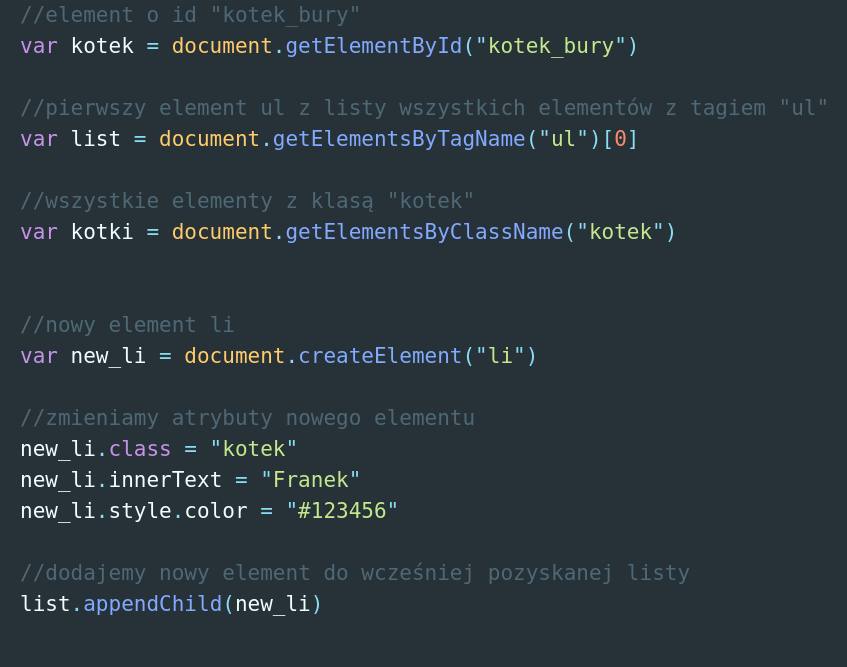 //element o id "kotek_bury"
var kotek = document.getElementById("kotek_bury")
//pierwszy element ul z listy wszystkich elementów z tagiem "ul"
var list = document.getElementsByTagName("ul")[0]
//wszystkie elementy z klasą "kotek"
var kotki = document.getElementsByClassName("kotek")
//nowy element li
var new_li = document.createElement("li")
//zmieniamy atrybuty nowego elementu
new_li.class = "kotek"
new_li.innerText = "Franek"
new_li.style.color = "#123456"
//dodajemy nowy element do wcześniej pozyskanej listy
list.appendChild(new_li)